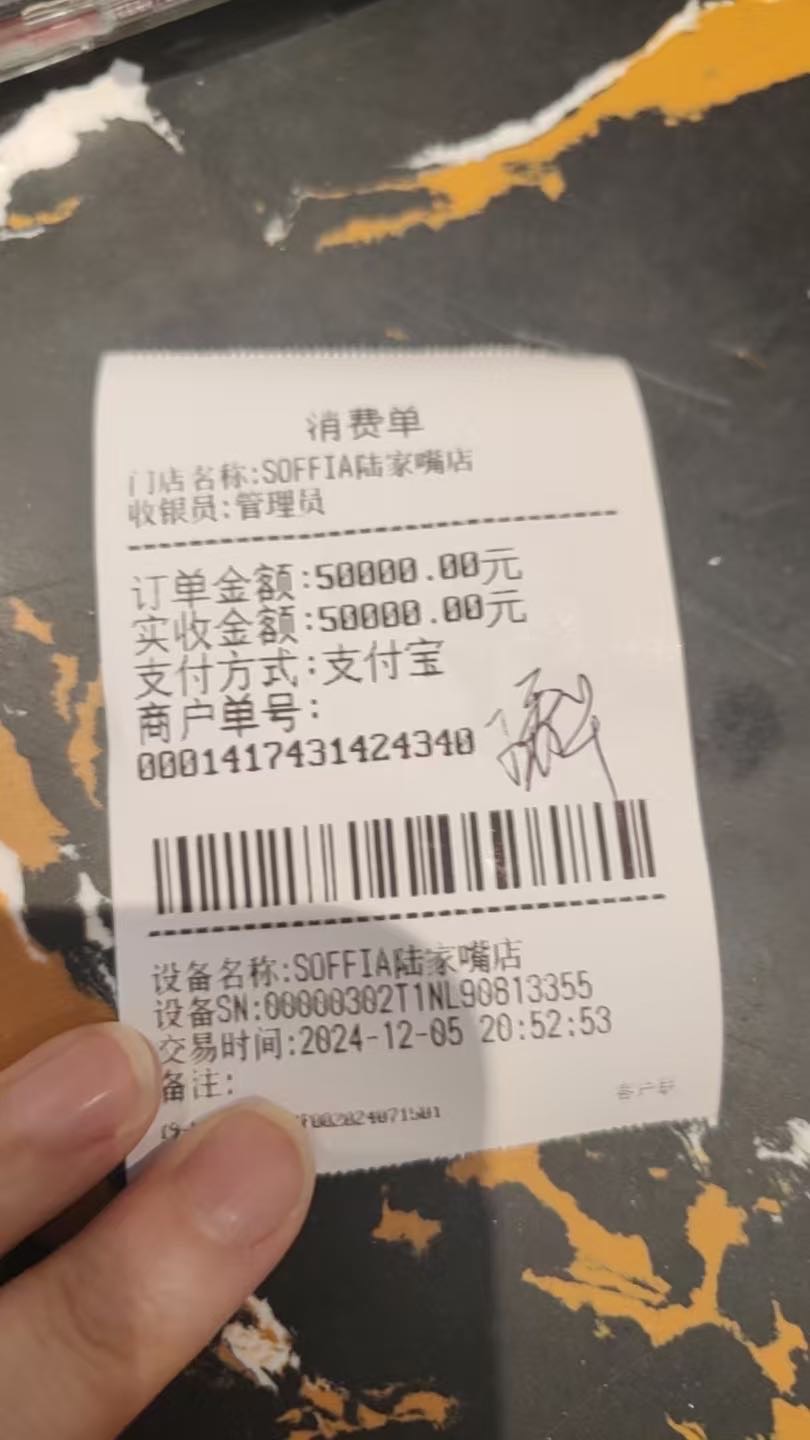 消费单
门店名称:SOFFIA陆家嘴店
收银员:管理员
订单金额:50000.00元
实收金额:50000.00元
支付方式:支付宝
商户单号:
0001417431424340
设备名称:SOFFIA陆家嘴店
设备SN:00000302T1NL90813355
交易时间:2024-12-05 20:52:53
备注:
客户联